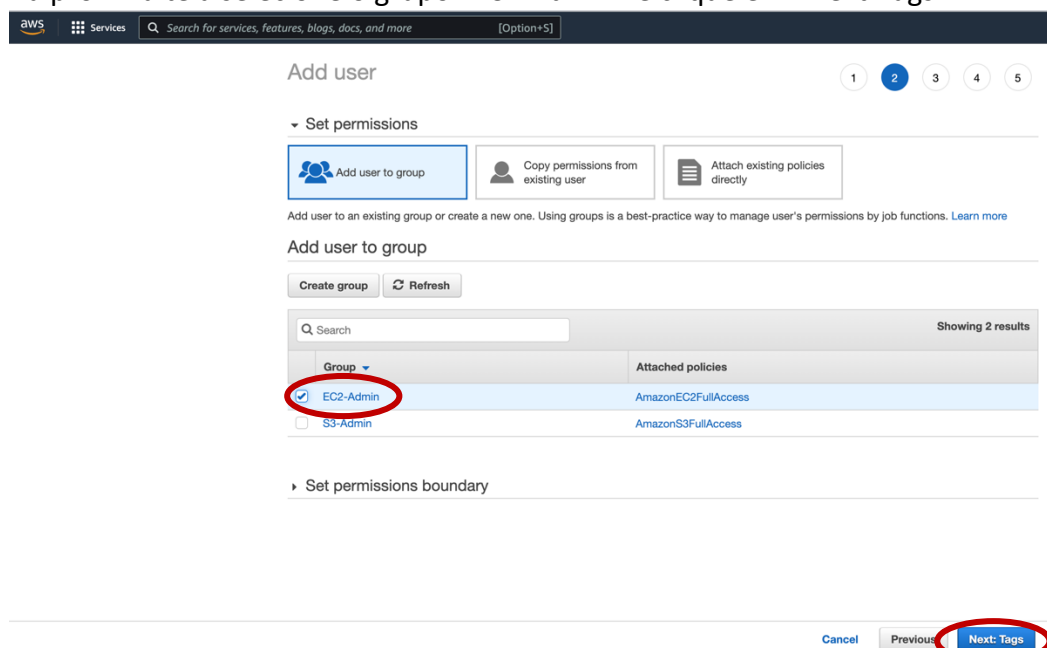 aws Services Search for services, features, blogs, docs, and more [Option+S]
Add user 1 2 3 4 5
Set permissions
Add user to group Copy permissions from existing user Attach existing policies directly
Add user to an existing group or create a new one. Using groups is a best-practice way to manage user's permissions by job functions. Learn more
Add user to group
Create group Refresh
Search Showing 2 results
Group Attached policies
EC2-Admin AmazonEC2FullAccess
S3-Admin AmazonS3FullAccess
Set permissions boundary
Cancel Previous Next: Tags